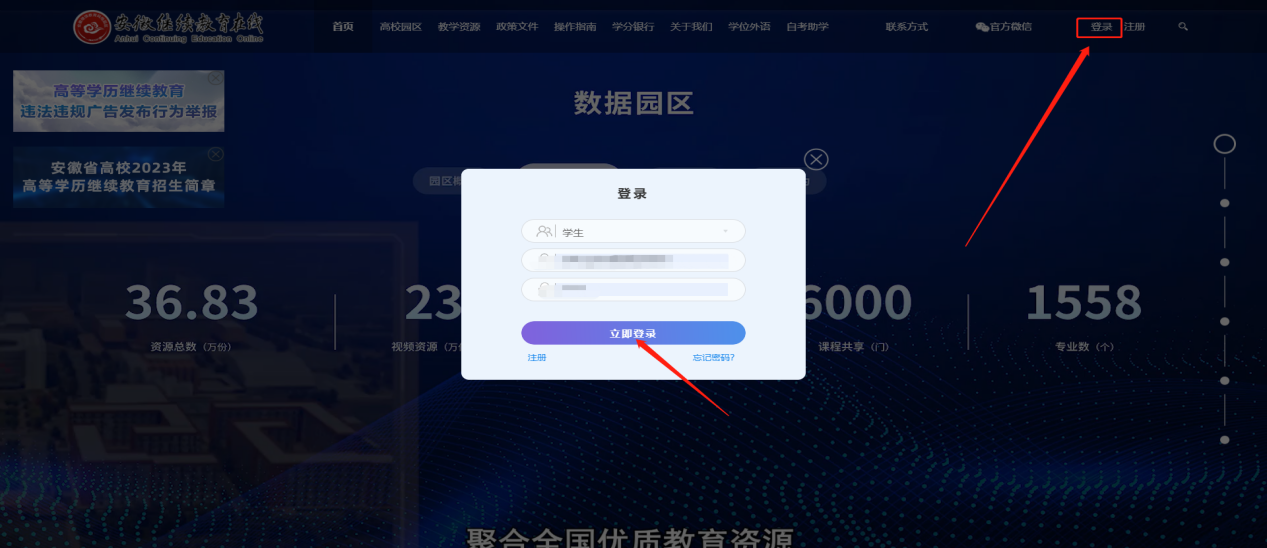 安徽继续教育在线
Anhui Continuing Education Online
首页 高校园区 教学资源 政策文件 操作指南 学分银行 关于我们 学位外语 自考助学 联系方式 官方微信 登录 注册
高等学历继续教育
违法违规广告发布行为举报
安徽省高校2023年
高等学历继续教育招生简章
数据园区
园区
登录
学生
立即登录
注册 忘记密码?
36.83 23 6000 1558
资源总数（万份） 视频资源（万 课程共享（门） 专业数（个）
聚合全国优质教育资源